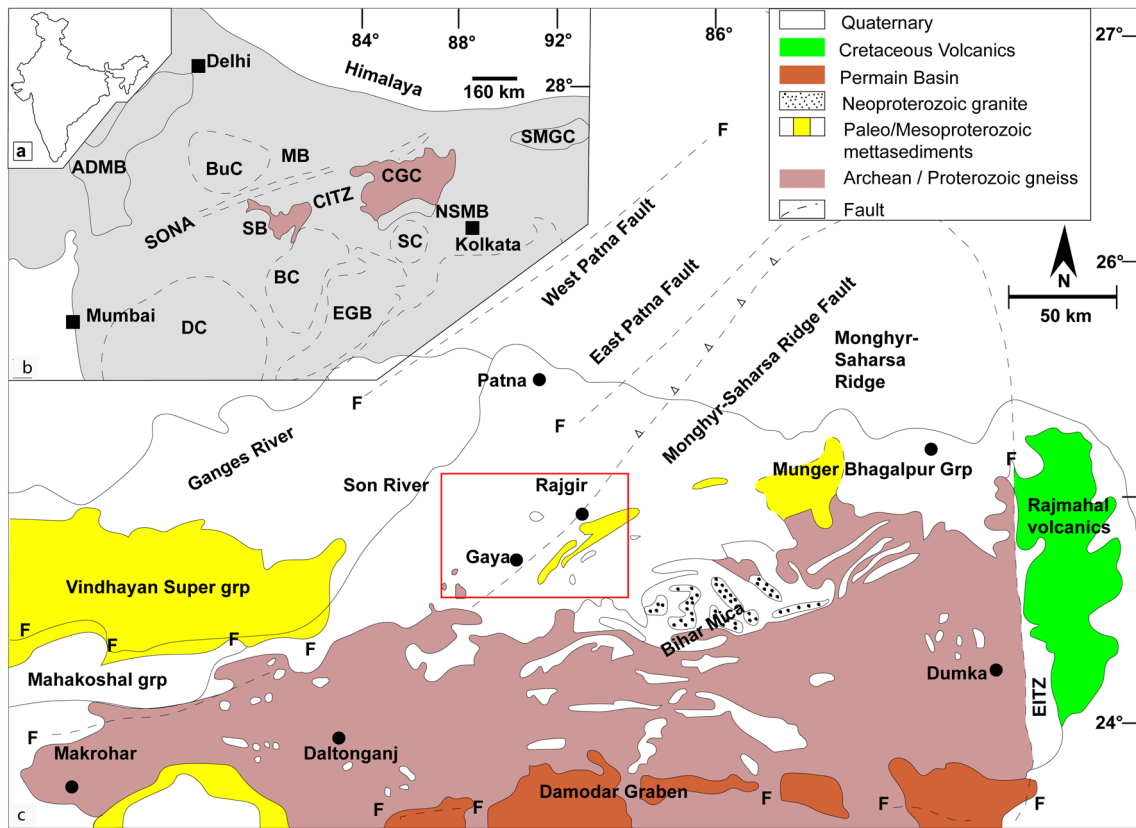 84°
88°
92°
86°
27°
Delhi
Himalaya
160 km
28°
a
ADMB
BuC
MB
SMGC
CGC
CITZ
SONA
SB
NSMB
SC
Kolkata
BC
Mumbai
DC
EGB
b
Quaternary
Cretaceous Volcanics
Permain Basin
Neoproterozoic granite
Paleo/Mesoproterozoic
mettasediments
Archean / Proterozoic gneiss
Fault
F
West Patna Fault
East Patna Fault
Monghyr-Saharsa Ridge Fault
26°
N
50 km
Monghyr-
Saharsa
Ridge
Patna
F
F
Ganges River
Son River
Rajgir
Gaya
Munger Bhagalpur Grp
F
Rajmahal
volcanics
Vindhayan Super grp
F
F
F
F
Mahakoshal grp
Bihar Mica
Dumka
EITZ
24°
F
Makrohar
Daltonganj
Damodar Graben
F
F
F
F
F
c